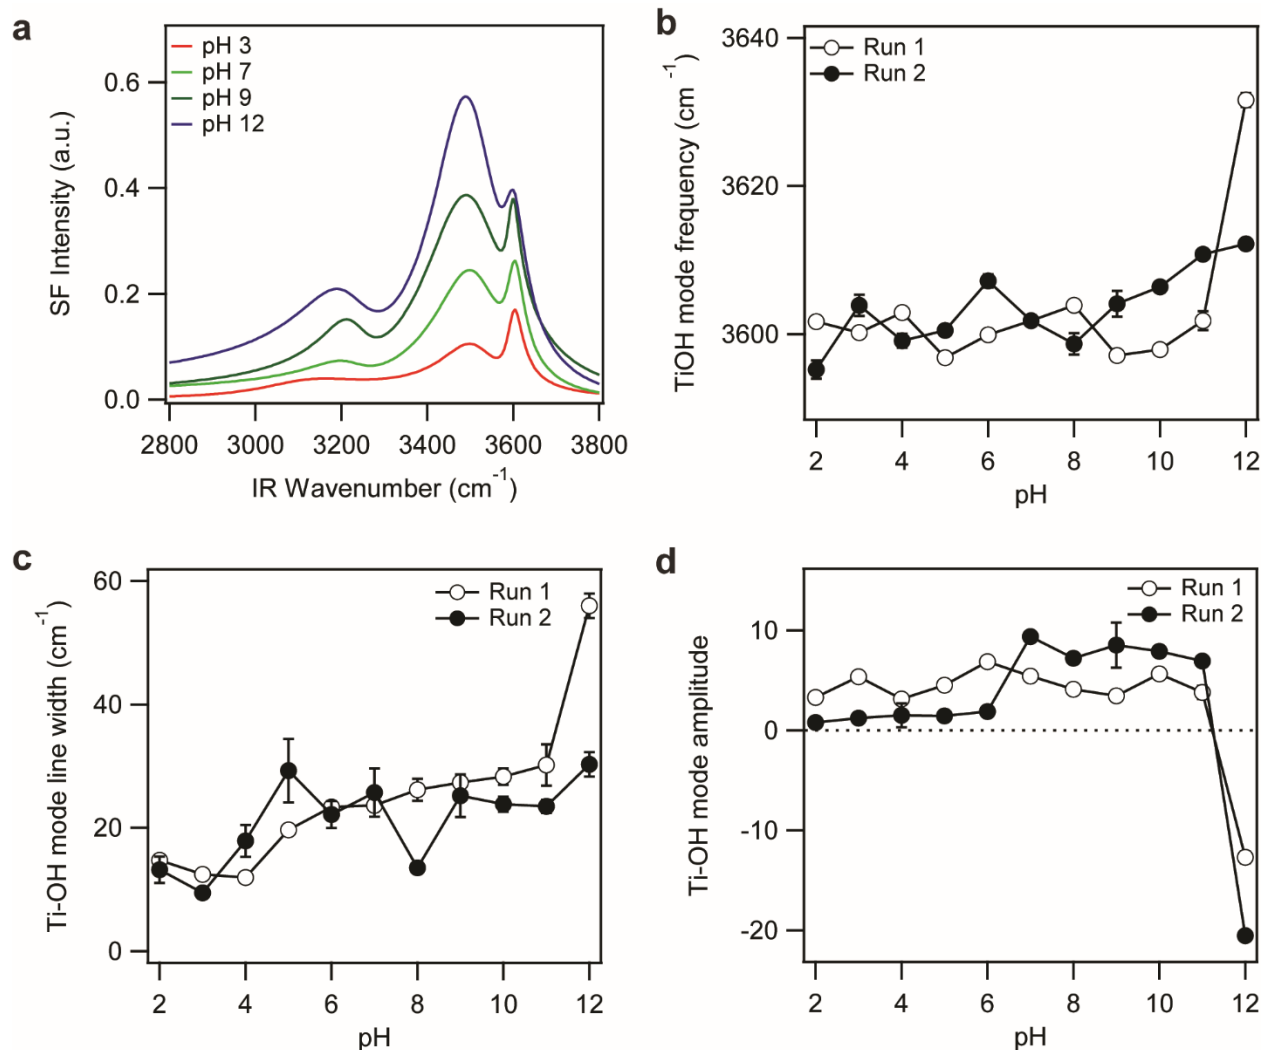 a
pH 3
pH 7
pH 9
pH 12
0.6
0.4
0.2
0.0
SF Intensity (a.u.)
2800 3000 3200 3400 3600 3800
IR Wavenumber (cm⁻¹)
b
Run 1
Run 2
3640
3620
3600
TiOH mode frequency (cm⁻¹)
2 4 6 8 10 12
pH
c
Run 1
Run 2
60
40
20
0
Ti-OH mode line width (cm⁻¹)
2 4 6 8 10 12
pH
d
Run 1
Run 2
10
0
-10
-20
Ti-OH mode amplitude
2 4 6 8 10 12
pH